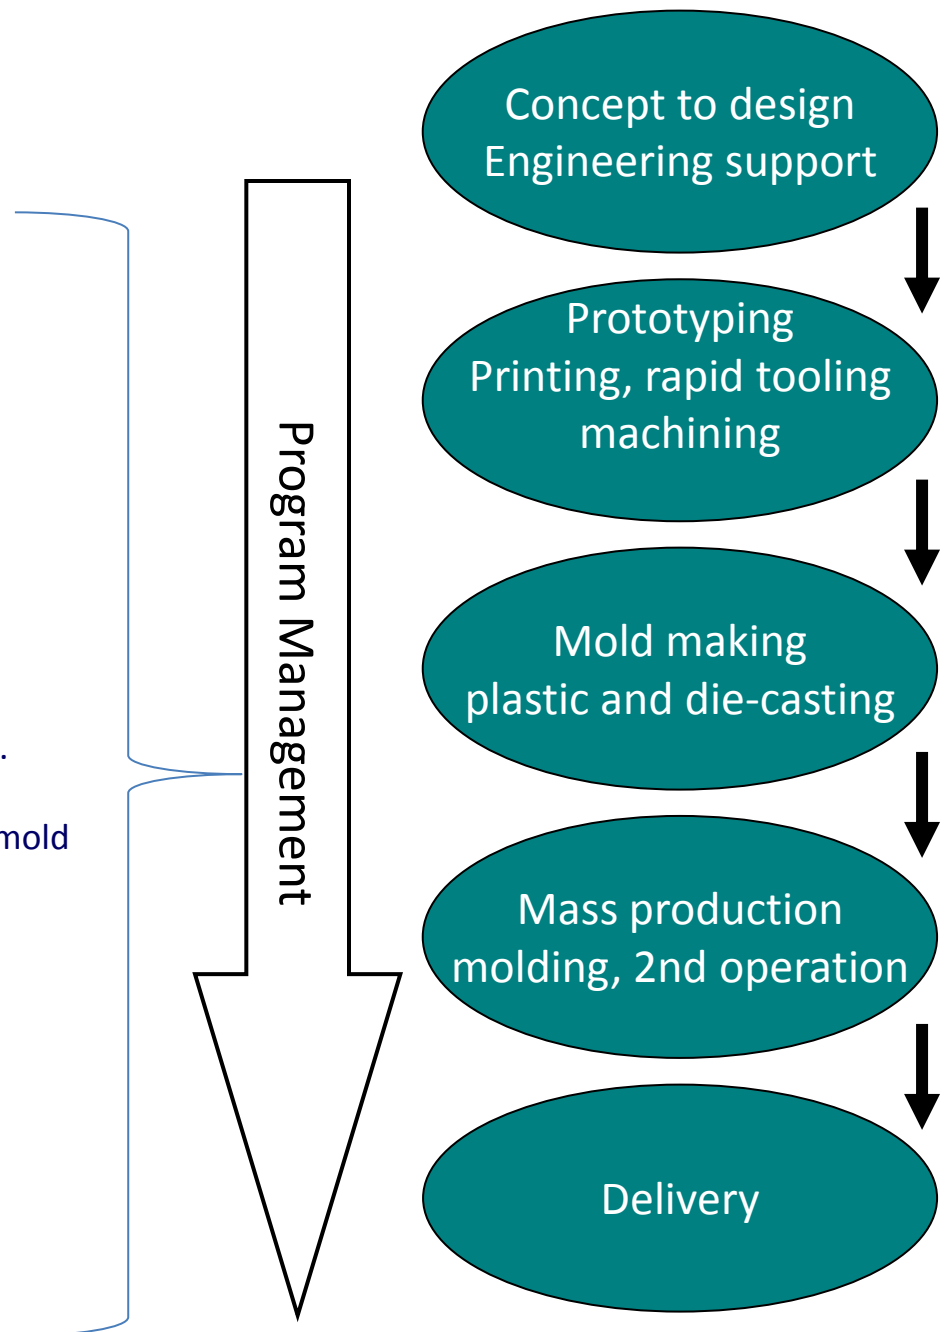 .
mold
Program Management
Concept to design
Engineering support
Prototyping
Printing, rapid tooling
machining
Mold making
plastic and die-casting
Mass production
molding, 2nd operation
Delivery